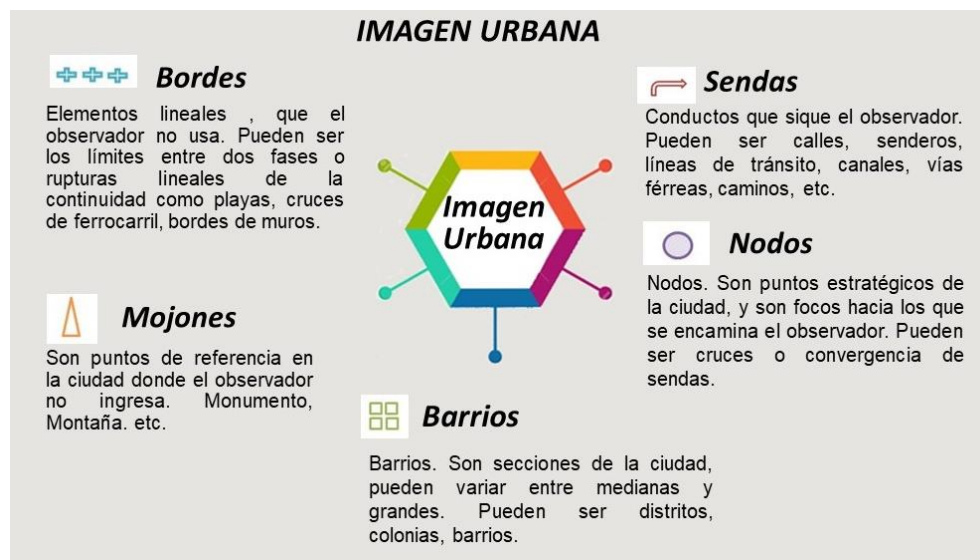 IMAGEN URBANA
Bordes
Elementos lineales , que el
observador no usa. Pueden ser
los límites entre dos fases o
rupturas lineales de la
continuidad como playas, cruces
de ferrocarril, bordes de muros.
Sendas
Conductos que sique el observador.
Pueden ser calles, senderos,
líneas de tránsito, canales, vías
férreas, caminos, etc.
Imagen
Urbana
Nodos
Nodos. Son puntos estratégicos de
la ciudad, y son focos hacia los que
se encamina el observador. Pueden
ser cruces o convergencia de
sendas.
Mojones
Son puntos de referencia en
la ciudad donde el observador
no ingresa. Monumento,
Montaña. etc.
Barrios
Barrios. Son secciones de la ciudad,
pueden variar entre medianas y
grandes. Pueden ser distritos,
colonias, barrios.